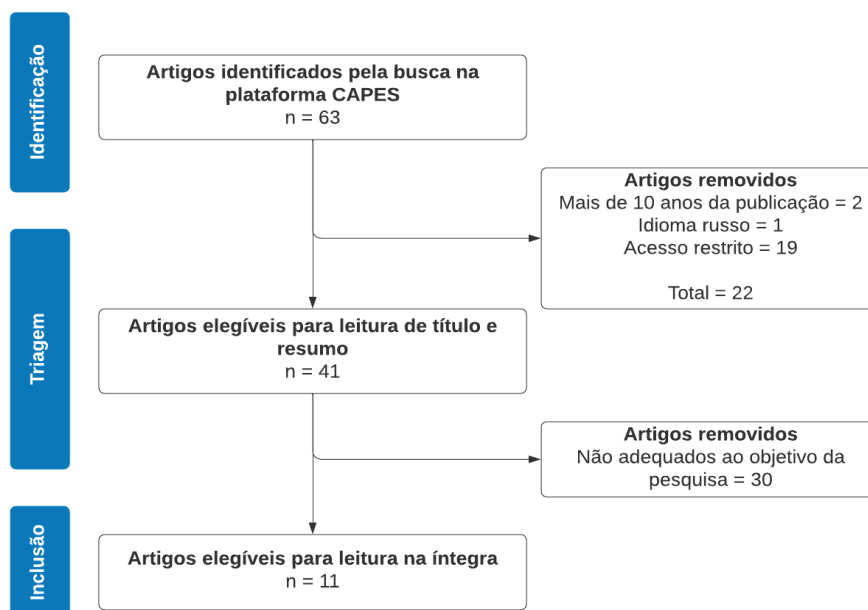 Identificação
Artigos identificados pela busca na
plataforma CAPES
n = 63
Artigos removidos
Mais de 10 anos da publicação = 2
Idioma russo = 1
Acesso restrito = 19
Total = 22
Triagem
Artigos elegíveis para leitura de título e
resumo
n = 41
Artigos removidos
Não adequados ao objetivo da
pesquisa = 30
Inclusão
Artigos elegíveis para leitura na íntegra
n = 11